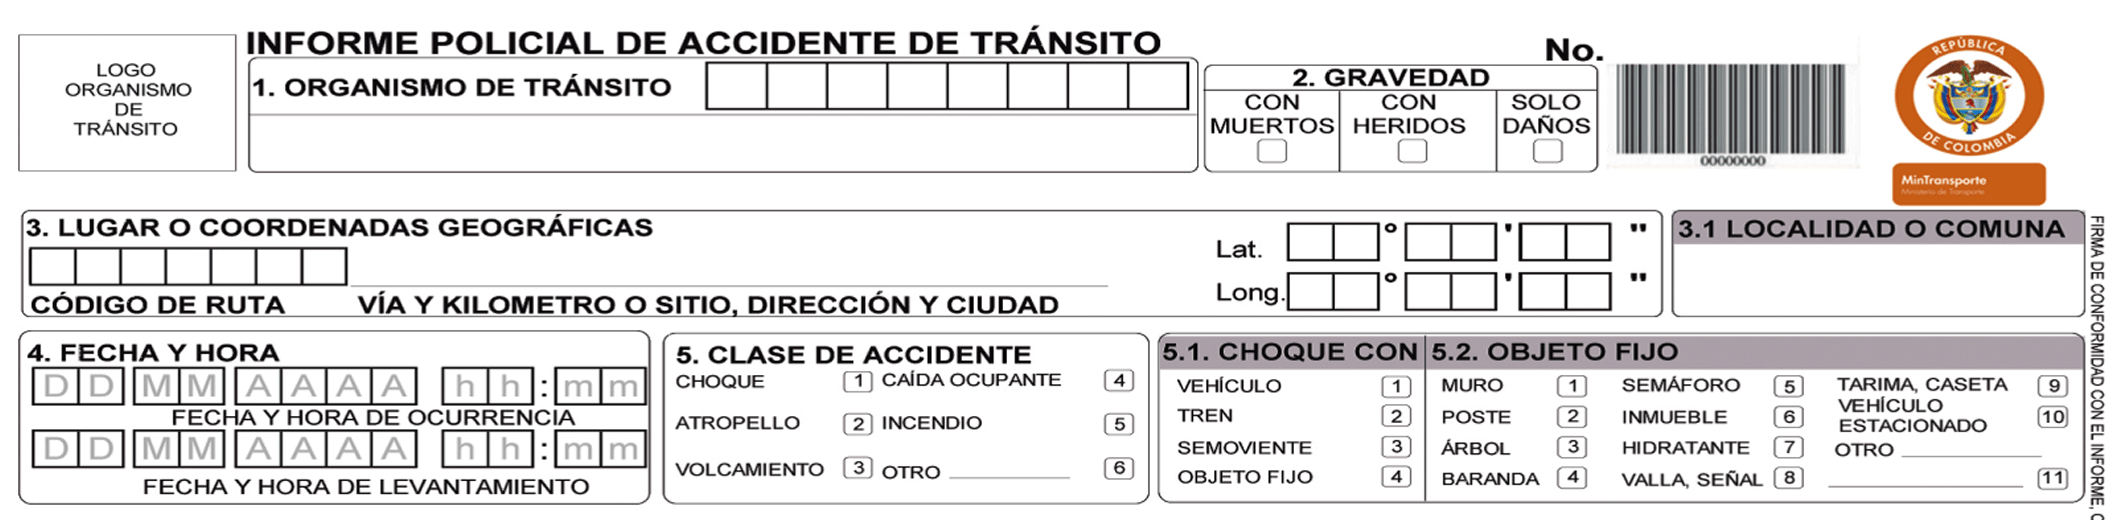 LOGO
ORGANISMO
DE
TRÁNSITO
INFORME POLICIAL DE ACCIDENTE DE TRÁNSITO
1. ORGANISMO DE TRÁNSITO
2. GRAVEDAD
CON MUERTOS
CON HERIDOS
SOLO DAÑOS
No.
00000000
REPÚBLICA
DE COLOMBIA
MinTransporte
Ministerio de Transporte
3. LUGAR O COORDENADAS GEOGRÁFICAS
CÓDIGO DE RUTA VÍA Y KILOMETRO O SITIO, DIRECCIÓN Y CIUDAD
Lat. ° ' "
Long. ° ' "
3.1 LOCALIDAD O COMUNA
4. FECHA Y HORA
D D M M A A A A h h : m m
FECHA Y HORA DE OCURRENCIA
D D M M A A A A h h : m m
FECHA Y HORA DE LEVANTAMIENTO
5. CLASE DE ACCIDENTE
CHOQUE 1 CAÍDA OCUPANTE 4
ATROPELLO 2 INCENDIO 5
VOLCAMIENTO 3 OTRO 6
5.1. CHOQUE CON
VEHÍCULO 1
TREN 2
SEMOVIENTE 3
OBJETO FIJO 4
5.2. OBJETO FIJO
MURO 1 SEMÁFORO 5 TARIMA, CASETA 9
POSTE 2 INMUEBLE 6 VEHÍCULO ESTACIONADO 10
ÁRBOL 3 HIDRATANTE 7 OTRO
BARANDA 4 VALLA, SEÑAL 8 11
FIRMA DE CONFORMIDAD CON EL INFORME,